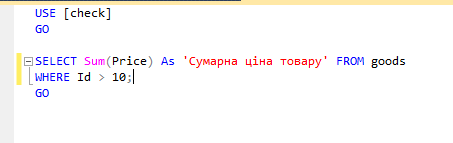 USE [check]
GO
SELECT Sum(Price) As 'Сумарна ціна товару' FROM goods
WHERE Id > 10;
GO